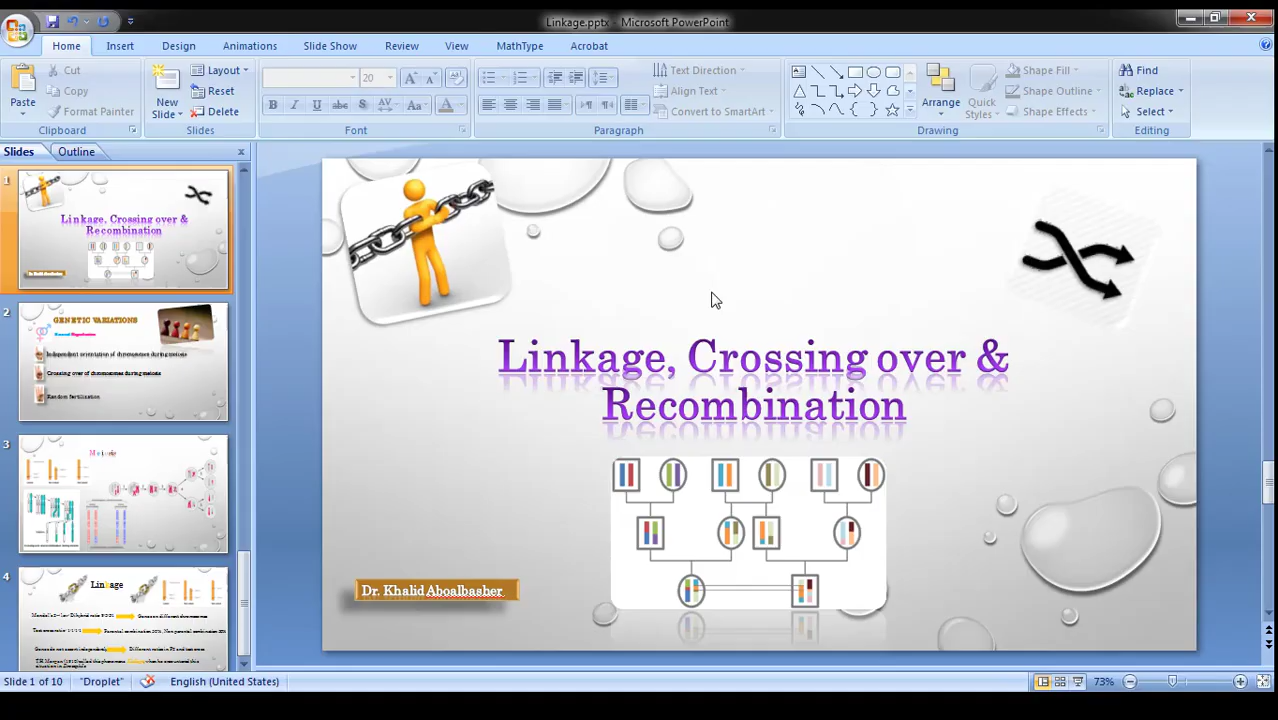 Linkage.pptx - Microsoft PowerPoint
Home Insert Design Animations Slide Show Review View MathType Acrobat
Paste
Cut
Copy
Format Painter
Clipboard
New Slide
Layout
Reset
Delete
Slides
20
Font
Text Direction
Align Text
Convert to SmartArt
Paragraph
Arrange
Quick Styles
Shape Fill
Shape Outline
Shape Effects
Drawing
Find
Replace
Select
Editing
Slides Outline
1
Linkage, Crossing over &
Recombination
2
GENETIC VARIATIONS
Independent orientation of chromosomes during meiosis
Crossing over of chromosomes during meiosis
Random fertilization
3
Meiosis
4
Linkage
Linkage, Crossing over &
Recombination
Dr. Khalid Aboalbasher
Slide 1 of 10 "Droplet" English (United States) 73%